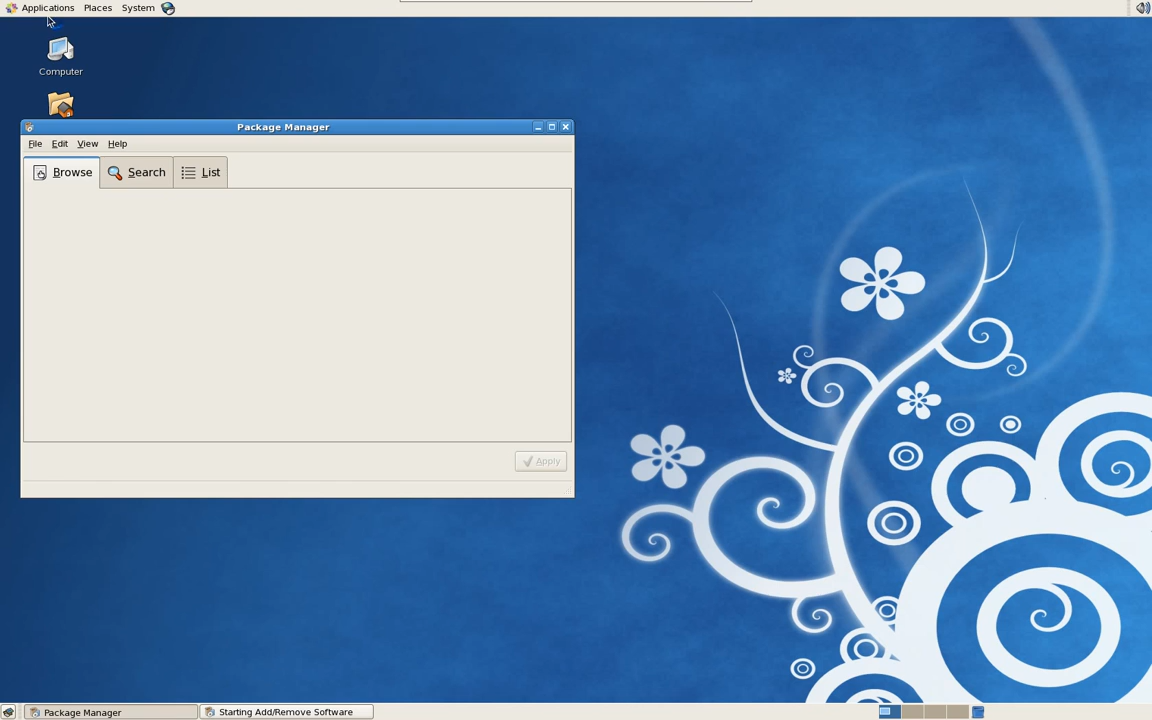 Applications Places System
Computer
Package Manager
File Edit View Help
Browse Search List
Apply
Package Manager Starting Add/Remove Software